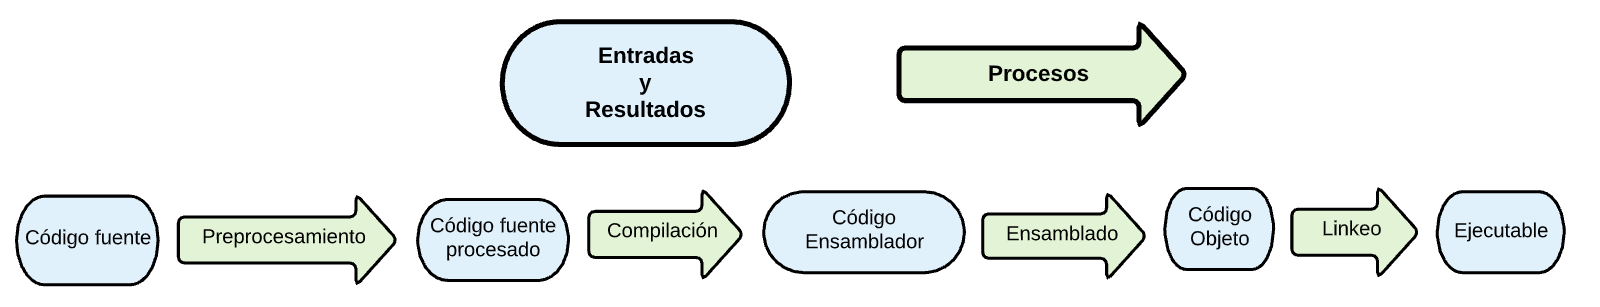 Entradas
y
Resultados
Procesos
Código fuente
Preprocesamiento
Código fuente
procesado
Compilación
Código
Ensamblador
Ensamblado
Código
Objeto
Linkeo
Ejecutable